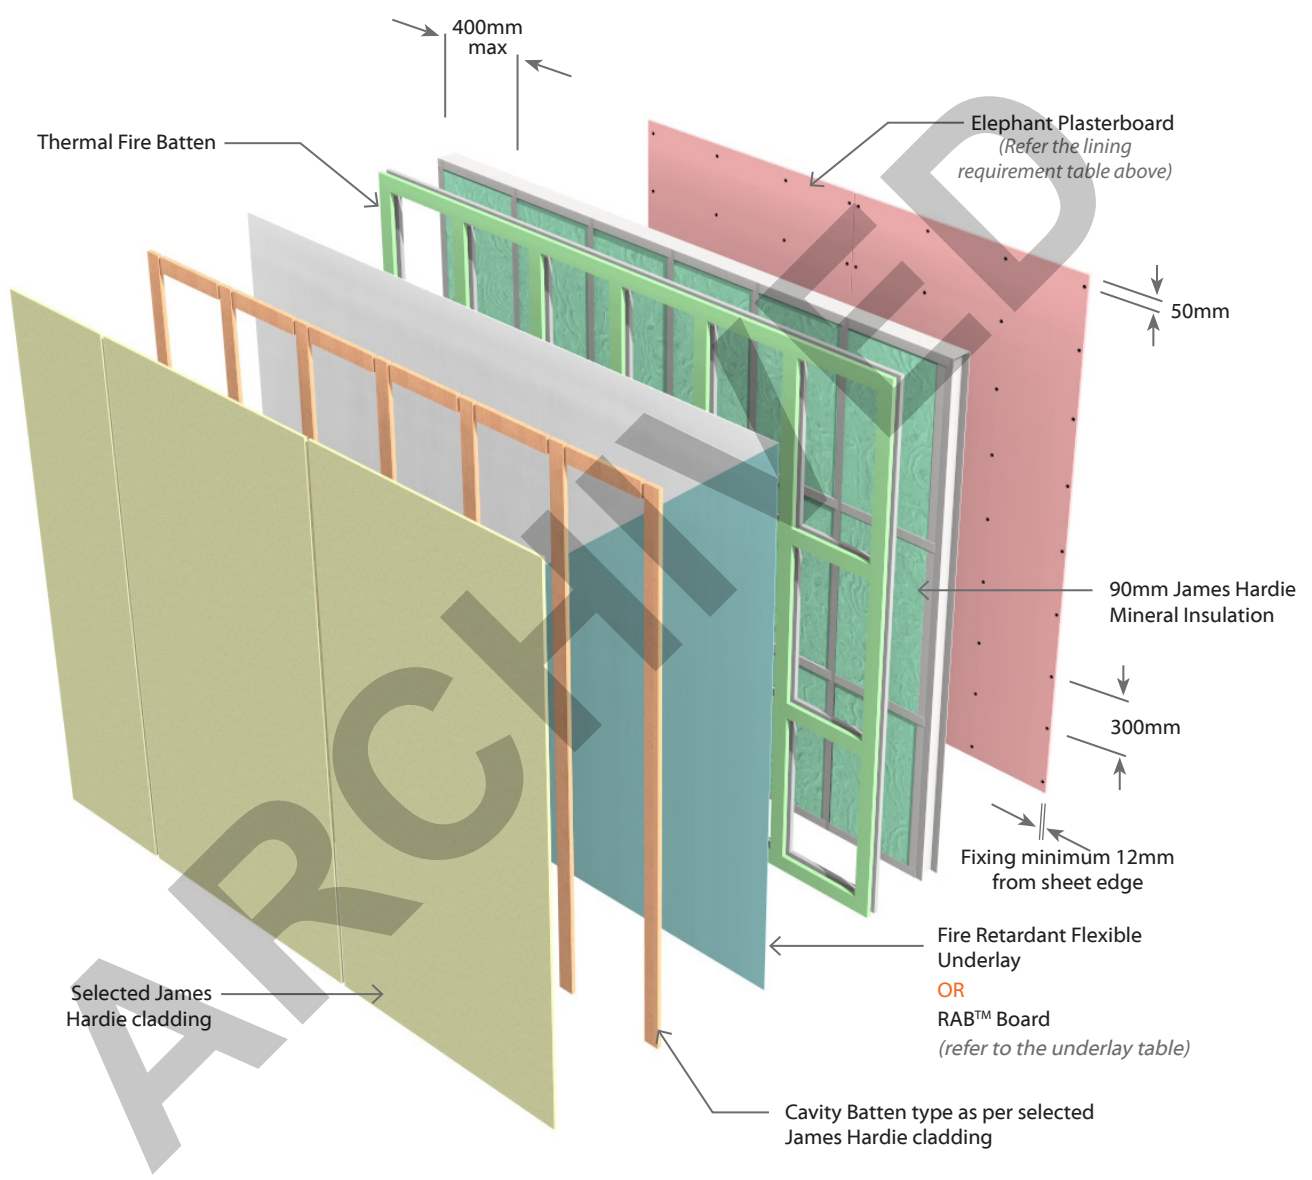 400mm
max
Thermal Fire Batten
Elephant Plasterboard
(Refer the lining
requirement table above)
50mm
90mm James Hardie
Mineral Insulation
300mm
Fixing minimum 12mm
from sheet edge
Fire Retardant Flexible
Underlay
OR
RAB™ Board
(refer to the underlay table)
Selected James
Hardie cladding
Cavity Batten type as per selected
James Hardie cladding
ARCHIVED